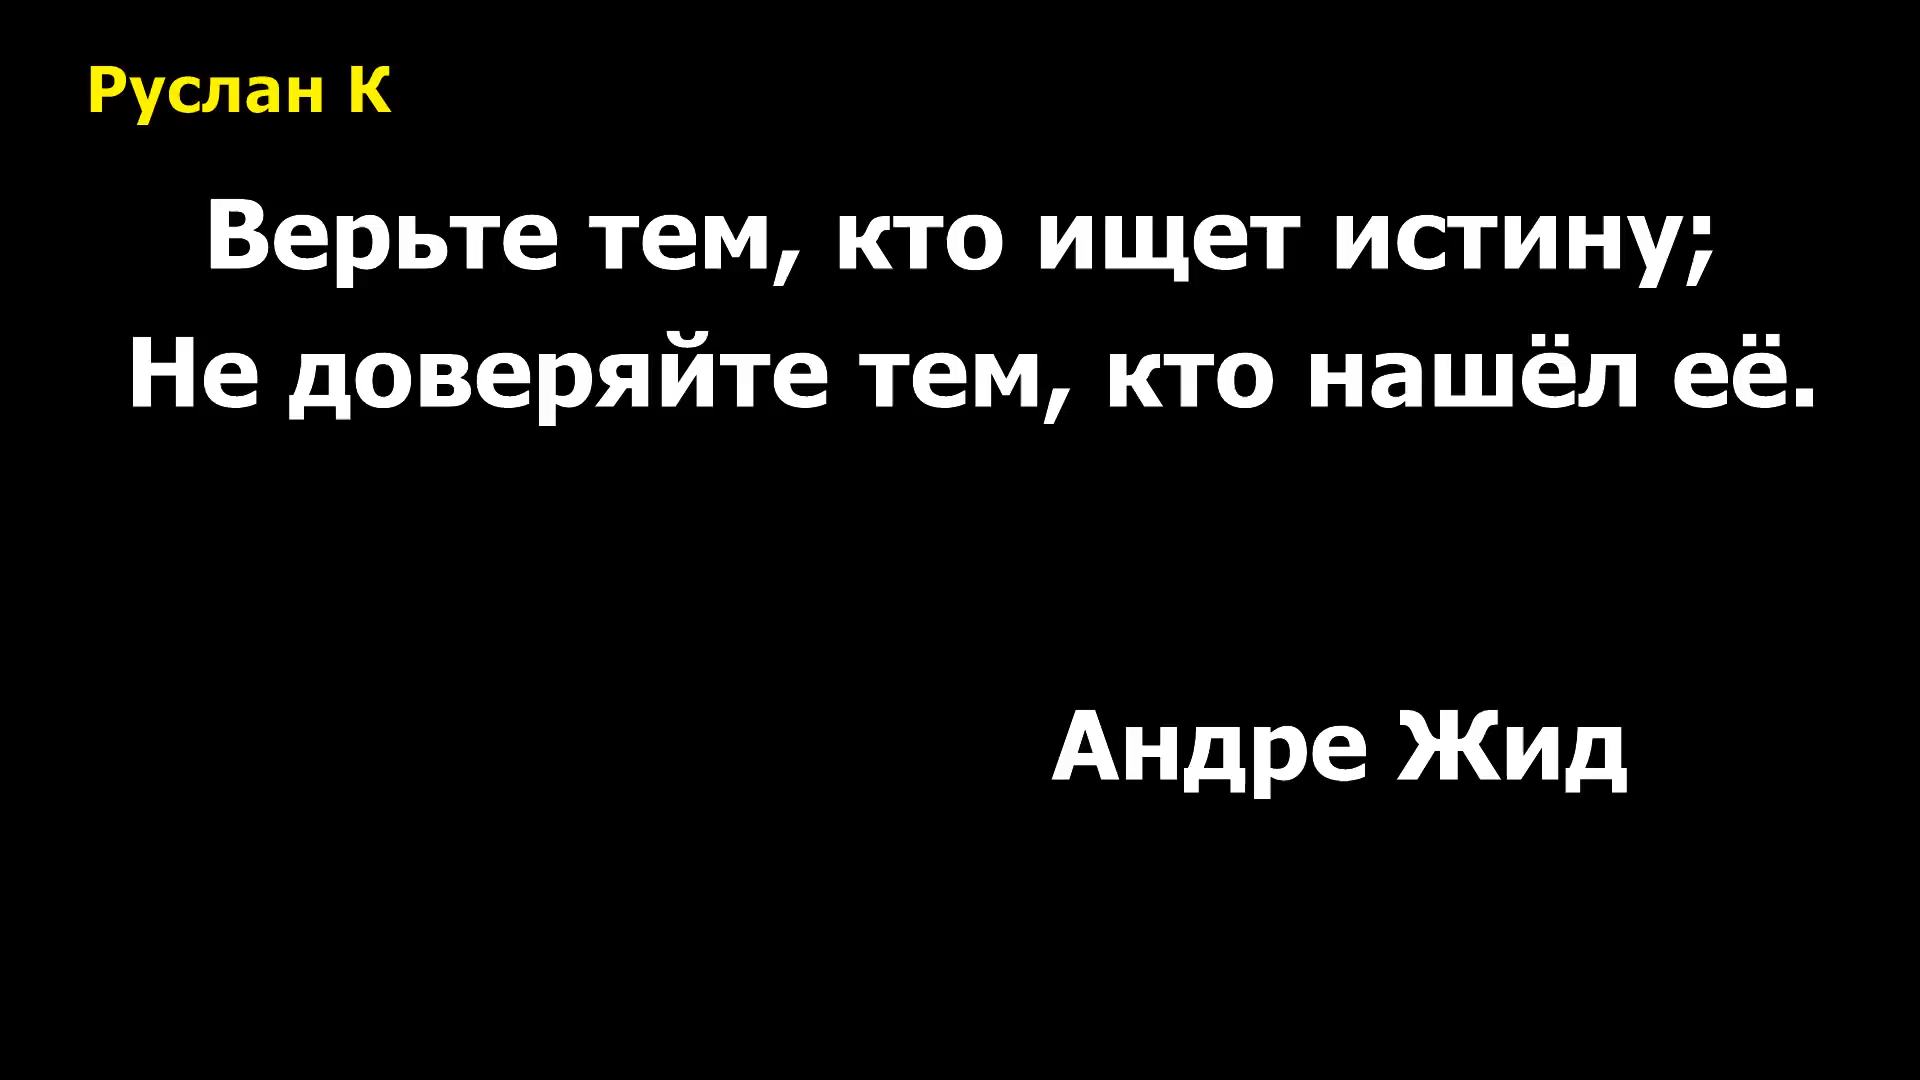 Руслан К
Верьте тем, кто ищет истину;
Не доверяйте тем, кто нашёл её.
Андре Жид